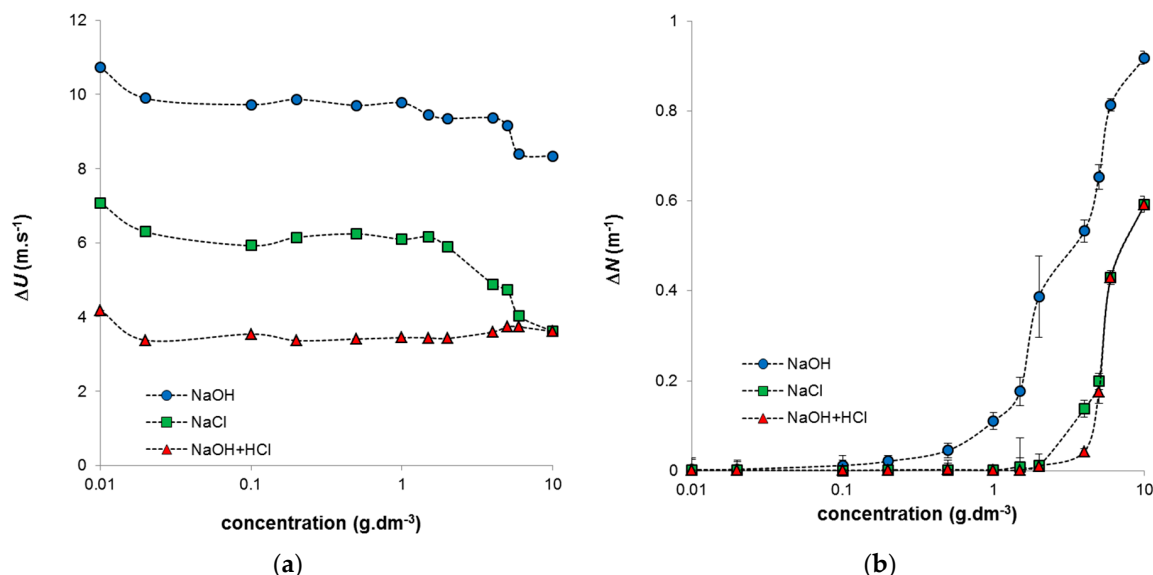 12
10
8
6
4
2
0
ΔU (m.s⁻¹)
NaOH
NaCl
NaOH+HCl
0.01
0.1
1
10
concentration (g.dm⁻³)
(a)
1
0.8
0.6
0.4
0.2
0
ΔN (m⁻¹)
NaOH
NaCl
NaOH+HCl
0.01
0.1
1
10
concentration (g.dm⁻³)
(b)